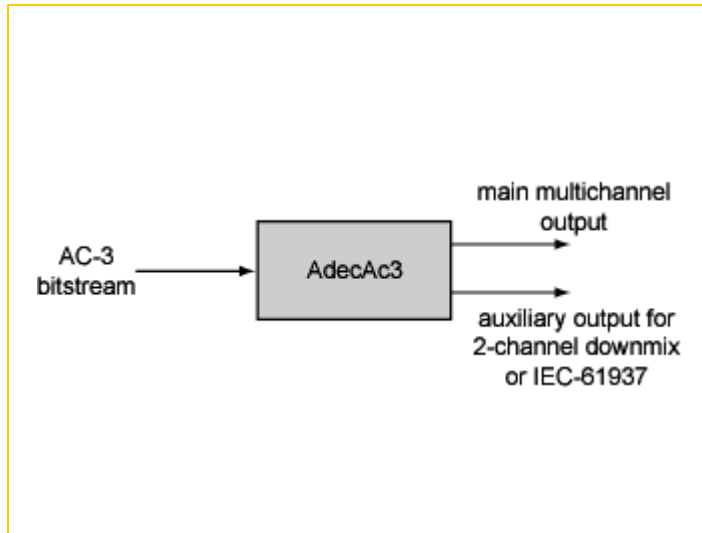 main multichannel
output
AC-3
bitstream
AdecAc3
auxiliary output for
2-channel downmix
or IEC-61937